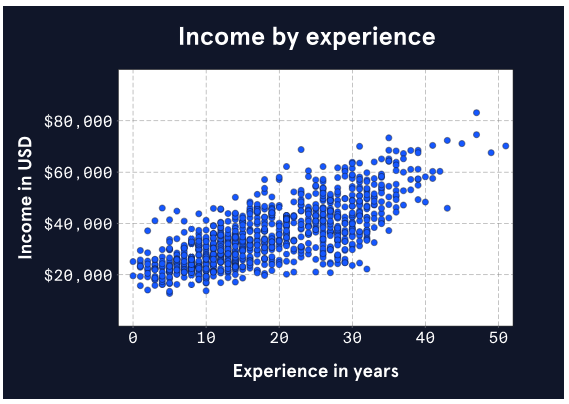 Income by experience
Income in USD
$80,000
$60,000
$40,000
$20,000
0 10 20 30 40 50
Experience in years